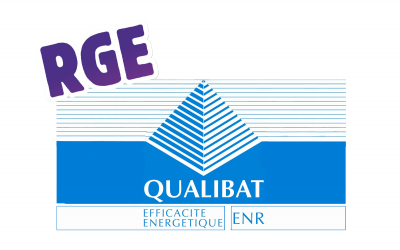 RGE
QUALIBAT
EFFICACITE
ENERGETIQUE
ENR